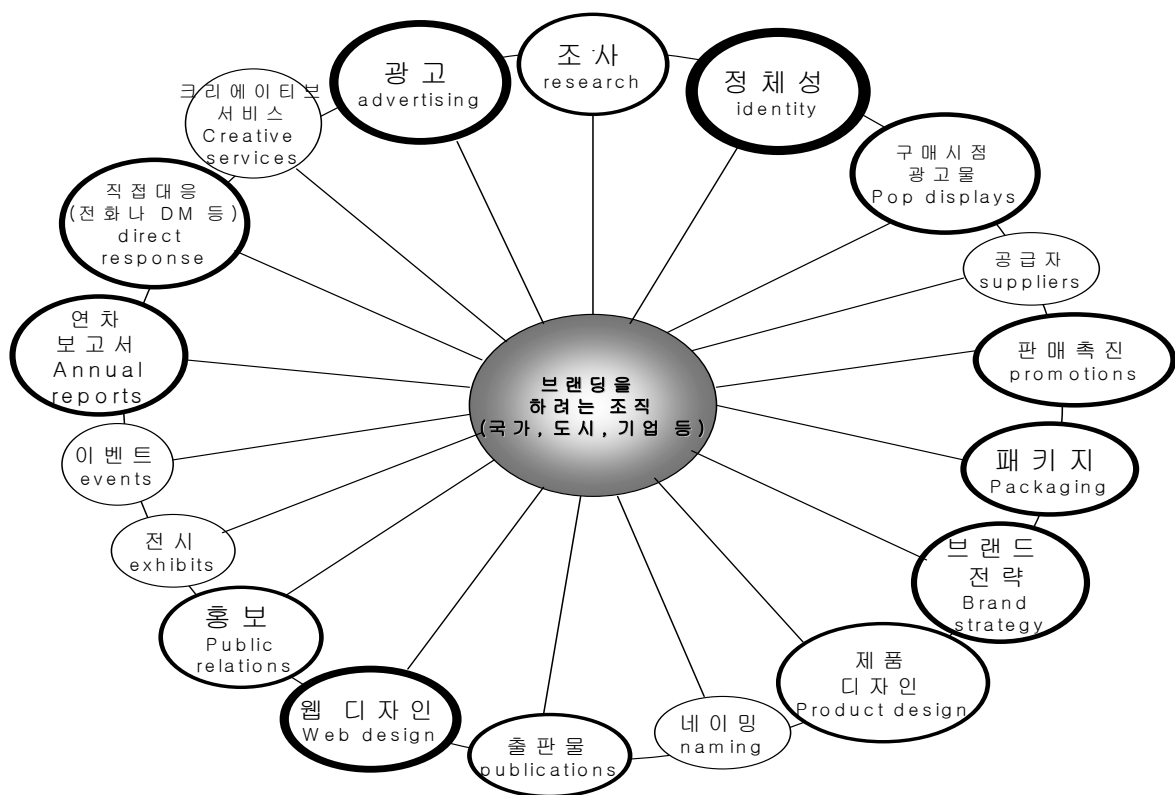 조사
research
정체성
identity
구매시점
광고물
Pop displays
공급자
suppliers
판매촉진
promotions
패키지
Packaging
브랜드
전략
Brand
strategy
제품
디자인
Product design
네이밍
naming
출판물
publications
웹 디자인
Web design
홍보
Public
relations
전시
exhibits
이벤트
events
연차
보고서
Annual
reports
직접대응
(전화나 DM 등)
direct
response
크리에이티브
서비스
Creative
services
광고
advertising
브랜딩을
하려는 조직
(국가, 도시, 기업 등)